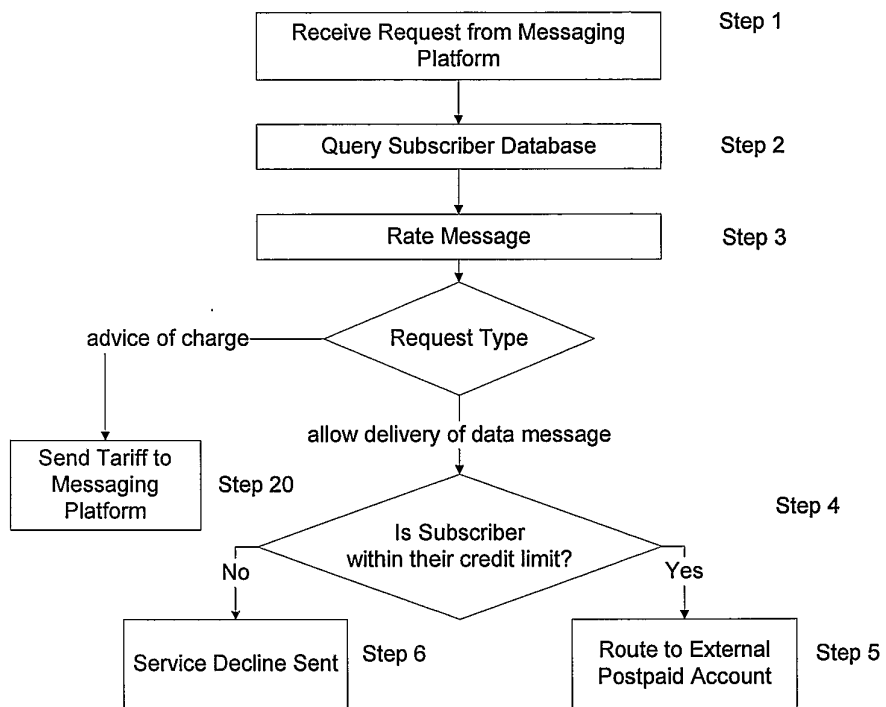 Receive Request from Messaging
Platform
Step 1
Query Subscriber Database
Step 2
Rate Message
Step 3
Request Type
advice of charge
allow delivery of data message
Send Tariff to
Messaging
Platform
Step 20
Is Subscriber
within their credit limit?
Step 4
No
Yes
Service Decline Sent
Step 6
Route to External
Postpaid Account
Step 5